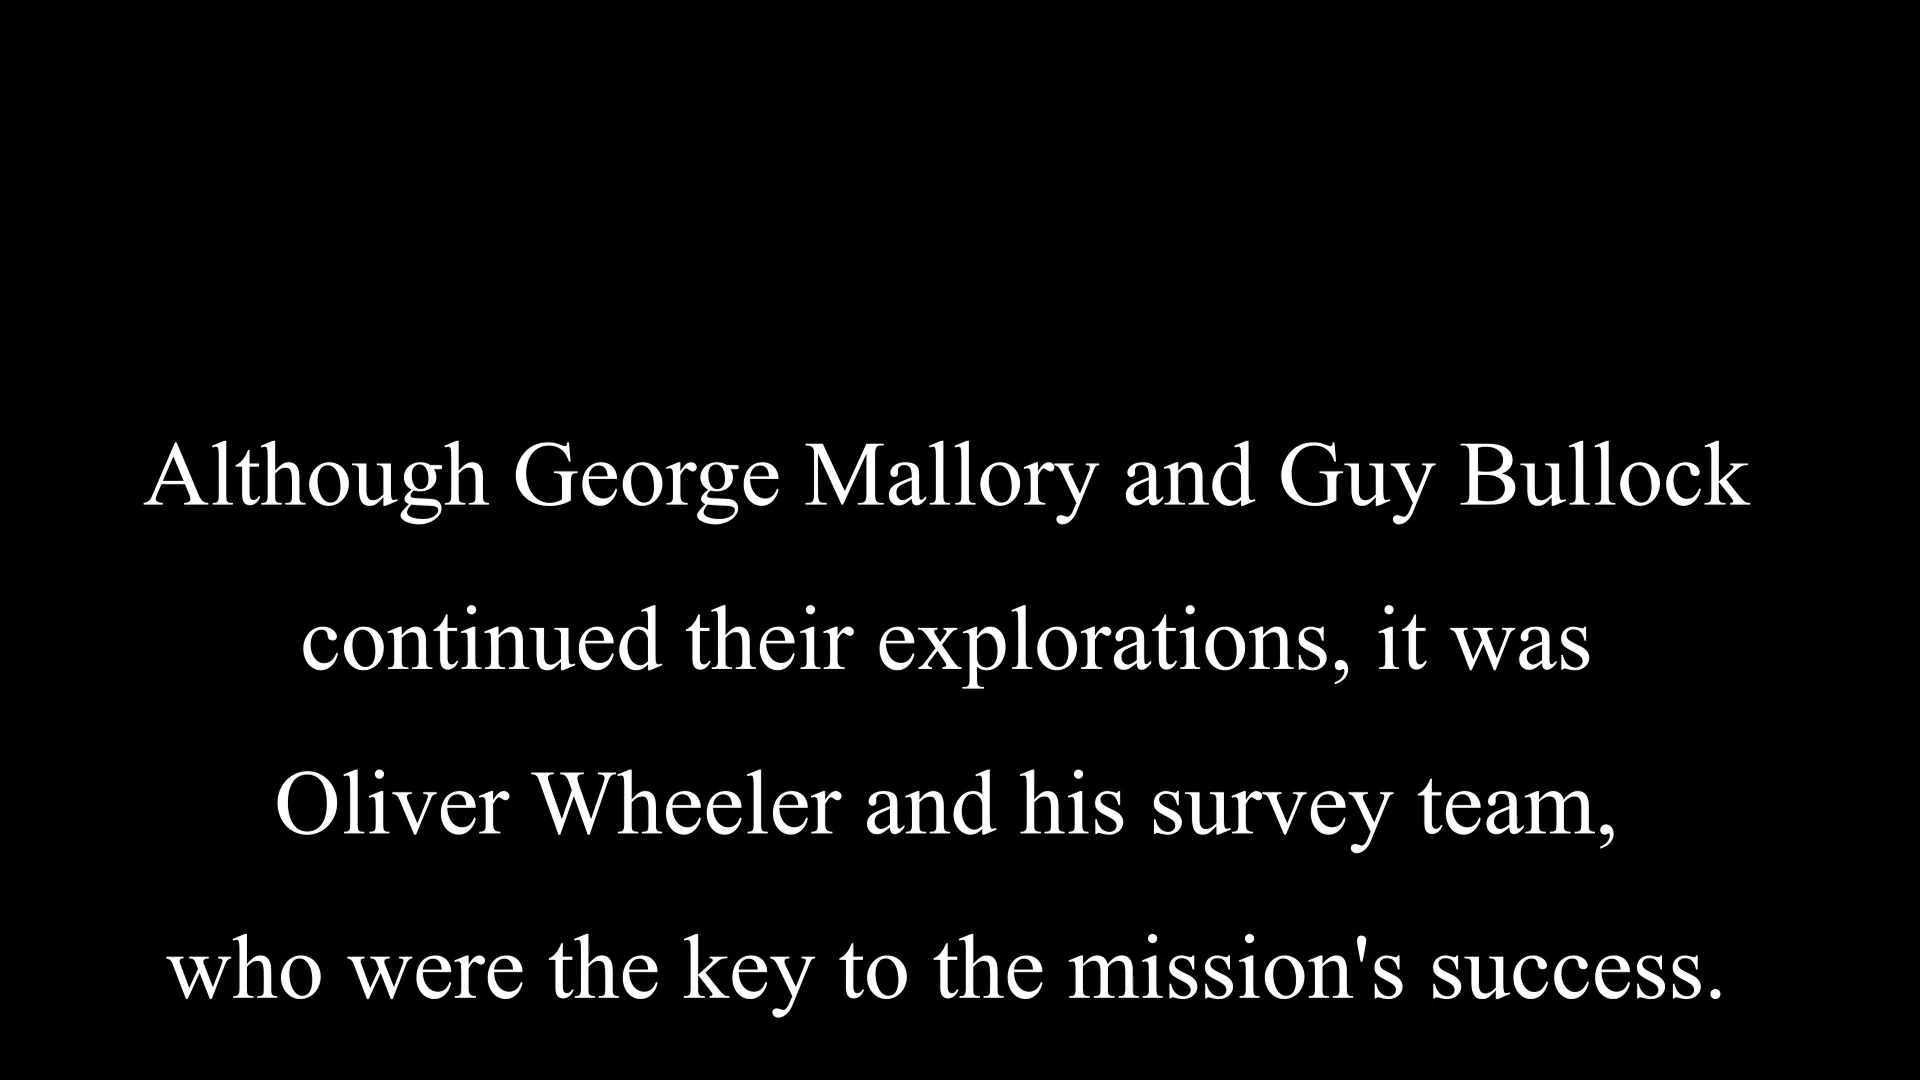 Although George Mallory and Guy Bullock
continued their explorations, it was
Oliver Wheeler and his survey team,
who were the key to the mission's success.